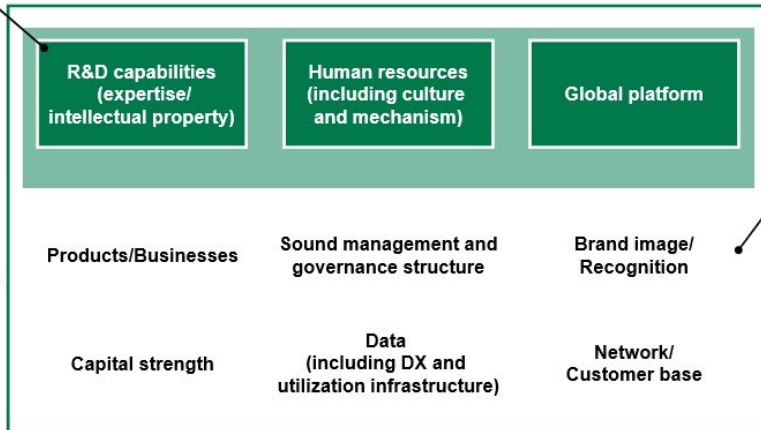 R&D capabilities
(expertise/
intellectual property)
Human resources
(including culture
and mechanism)
Global platform
Products/Businesses
Sound management and
governance structure
Brand image/
Recognition
Capital strength
Data
(including DX and
utilization infrastructure)
Network/
Customer base